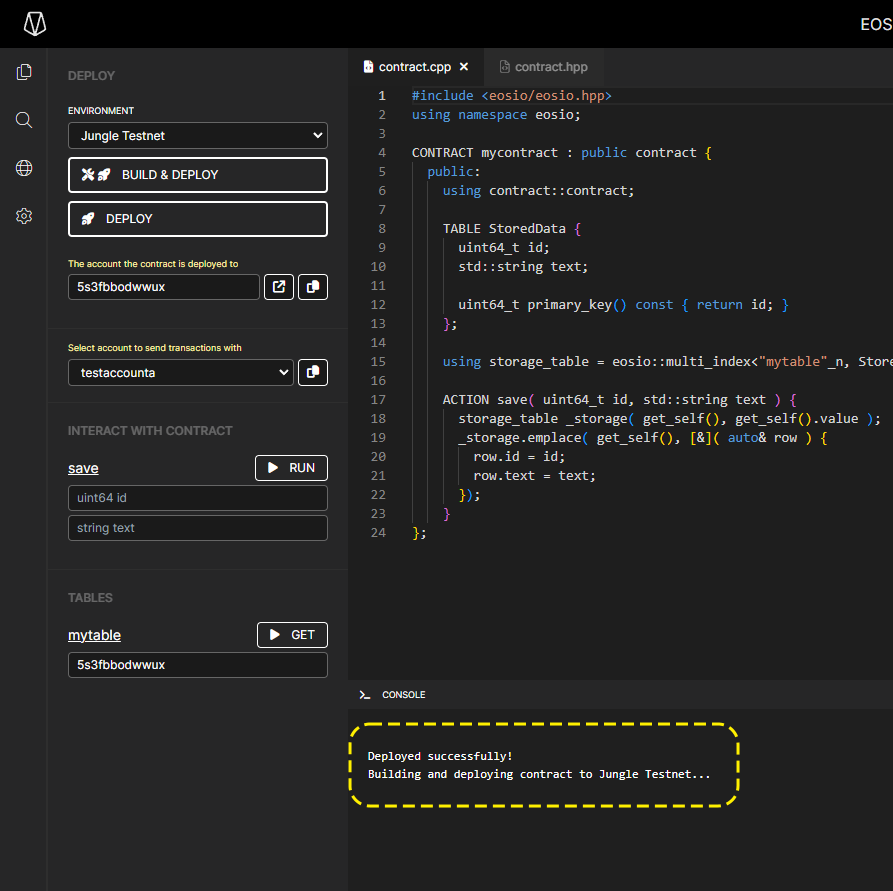 EOS
DEPLOY
ENVIRONMENT
Jungle Testnet
BUILD & DEPLOY
DEPLOY
The account the contract is deployed to
5s3fbbodwwux
Select account to send transactions with
testaccounta
INTERACT WITH CONTRACT
save
RUN
uint64 id
string text
TABLES
mytable
GET
5s3fbbodwwux
contract.cpp ×
contract.hpp
1 #include <eosio/eosio.hpp>
2 using namespace eosio;
3
4 CONTRACT mycontract : public contract {
5 public:
6 using contract::contract;
7
8 TABLE StoredData {
9 uint64_t id;
10 std::string text;
11
12 uint64_t primary_key() const { return id; }
13 };
14
15 using storage_table = eosio::multi_index<"mytable"_n, Store
16
17 ACTION save( uint64_t id, std::string text ) {
18 storage_table _storage( get_self(), get_self().value );
19 _storage.emplace( get_self(), [&]( auto& row ) {
20 row.id = id;
21 row.text = text;
22 });
23 }
24 };
CONSOLE
Deployed successfully!
Building and deploying contract to Jungle Testnet...